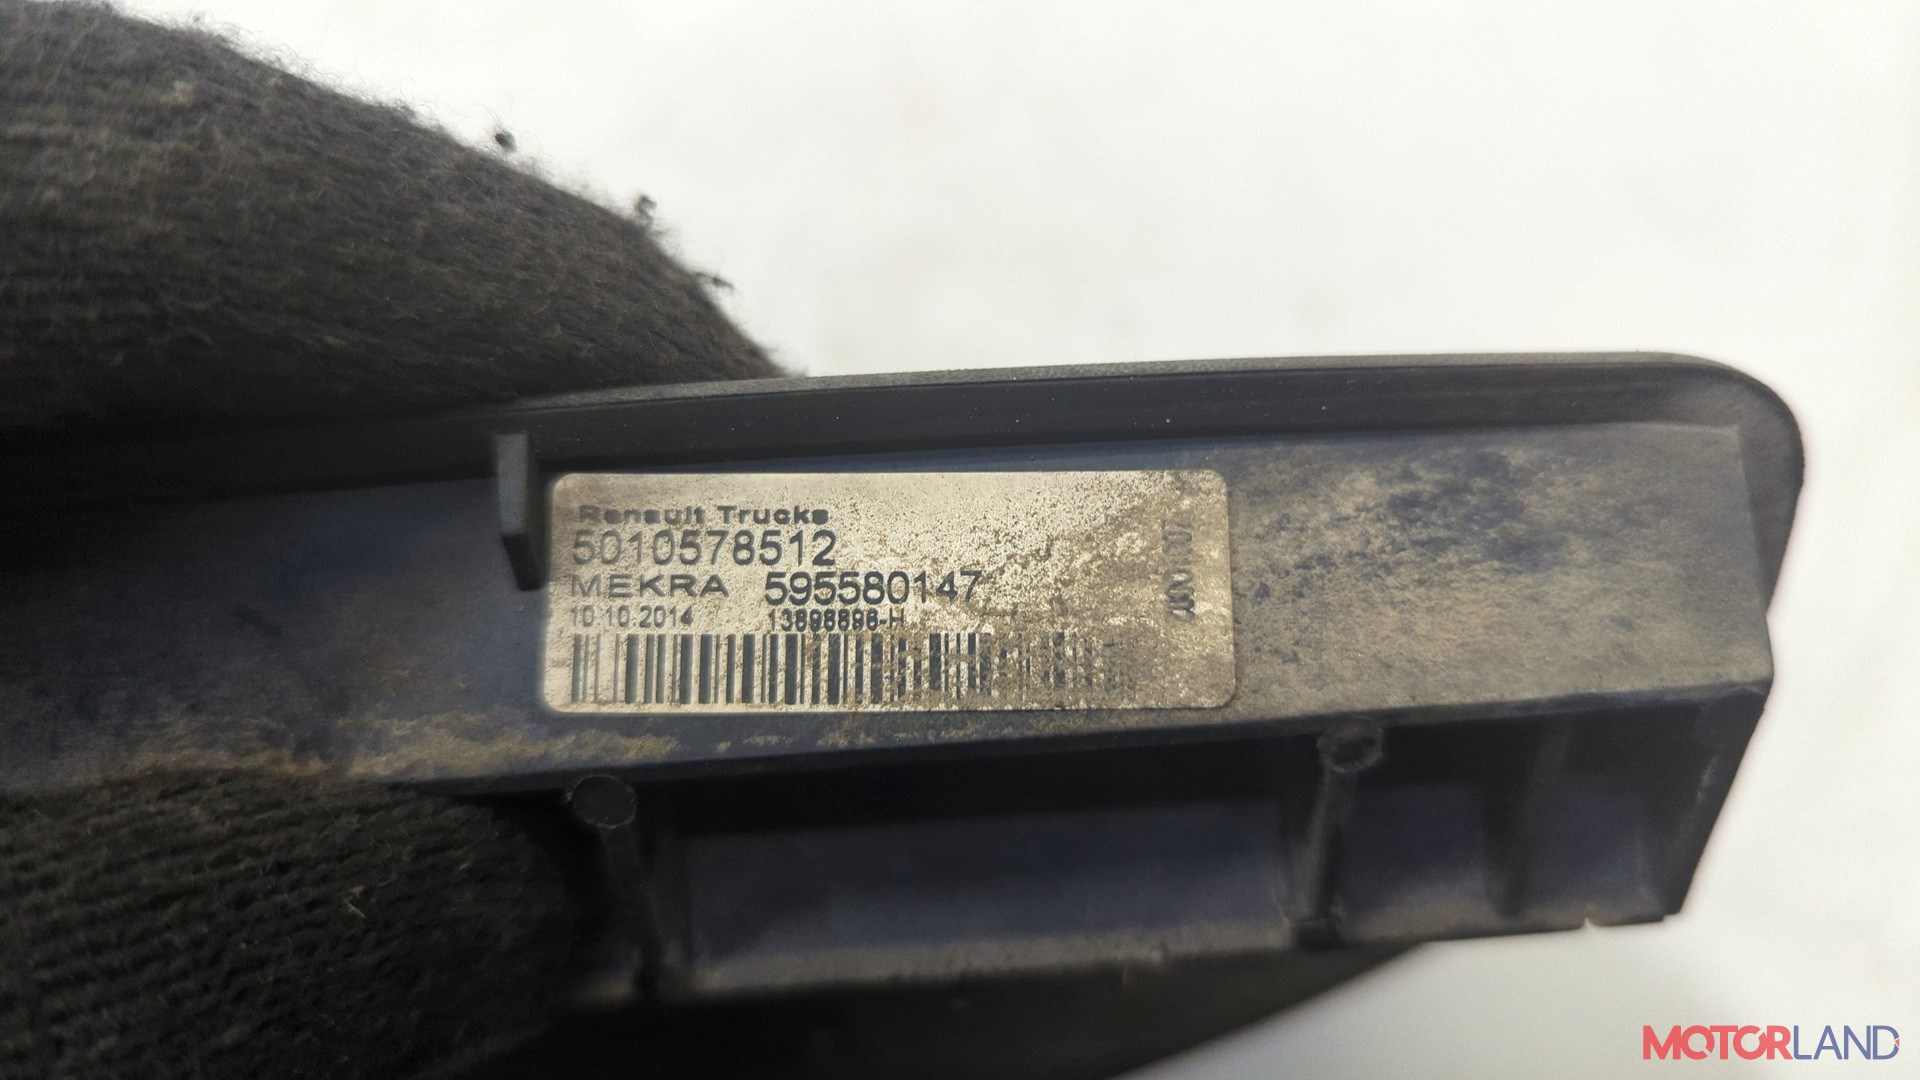 Renault Trucks
5010578512
MEKRA 595580147
10.10.2014 13898898-H
MOTORLAND